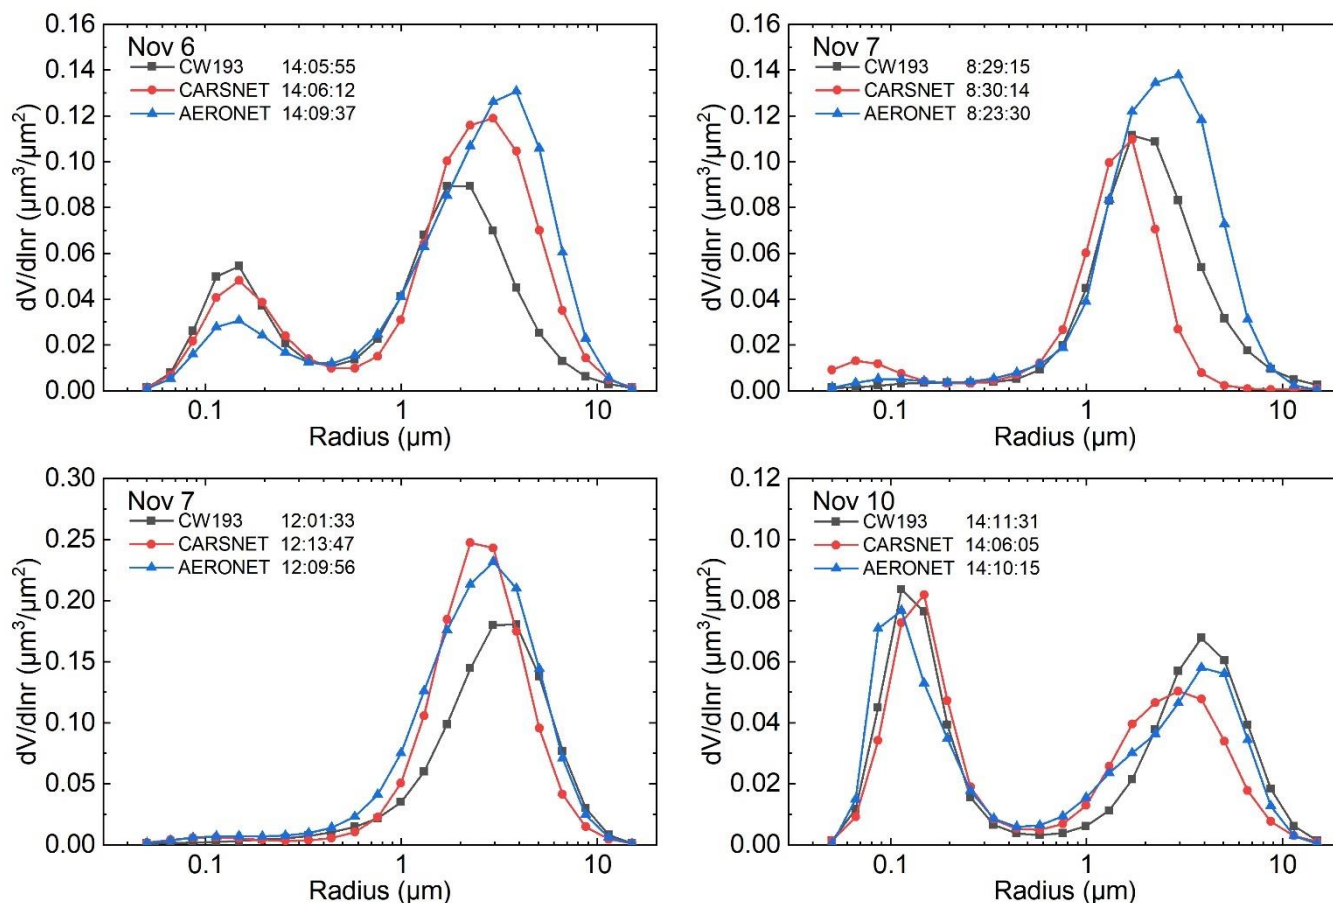 Nov 6
CW193 14:05:55
CARSNET 14:06:12
AERONET 14:09:37
0.16
0.14
0.12
0.10
0.08
0.06
0.04
0.02
0.00
dV/dlnr (µm³/µm²)
0.1 1 10
Radius (µm)
Nov 7
CW193 8:29:15
CARSNET 8:30:14
AERONET 8:23:30
0.16
0.14
0.12
0.10
0.08
0.06
0.04
0.02
0.00
dV/dlnr (µm³/µm²)
0.1 1 10
Radius (µm)
Nov 7
CW193 12:01:33
CARSNET 12:13:47
AERONET 12:09:56
0.30
0.25
0.20
0.15
0.10
0.05
0.00
dV/dlnr (µm³/µm²)
0.1 1 10
Radius (µm)
Nov 10
CW193 14:11:31
CARSNET 14:06:05
AERONET 14:10:15
0.12
0.10
0.08
0.06
0.04
0.02
0.00
dV/dlnr (µm³/µm²)
0.1 1 10
Radius (µm)